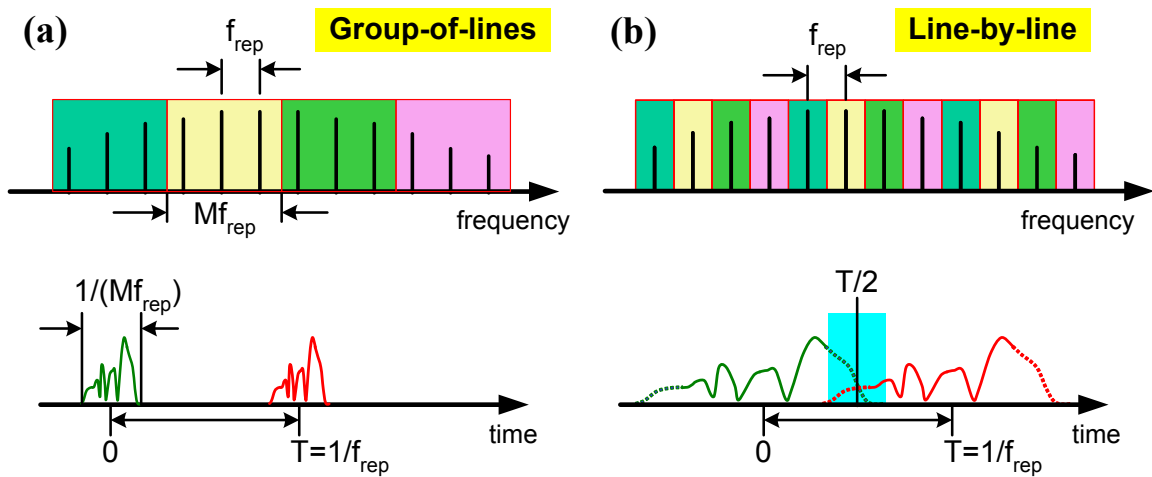 (a)
Group-of-lines
f_rep
frequency
Mf_rep
1/(Mf_rep)
time
0
T=1/f_rep
(b)
Line-by-line
f_rep
frequency
T/2
time
0
T=1/f_rep